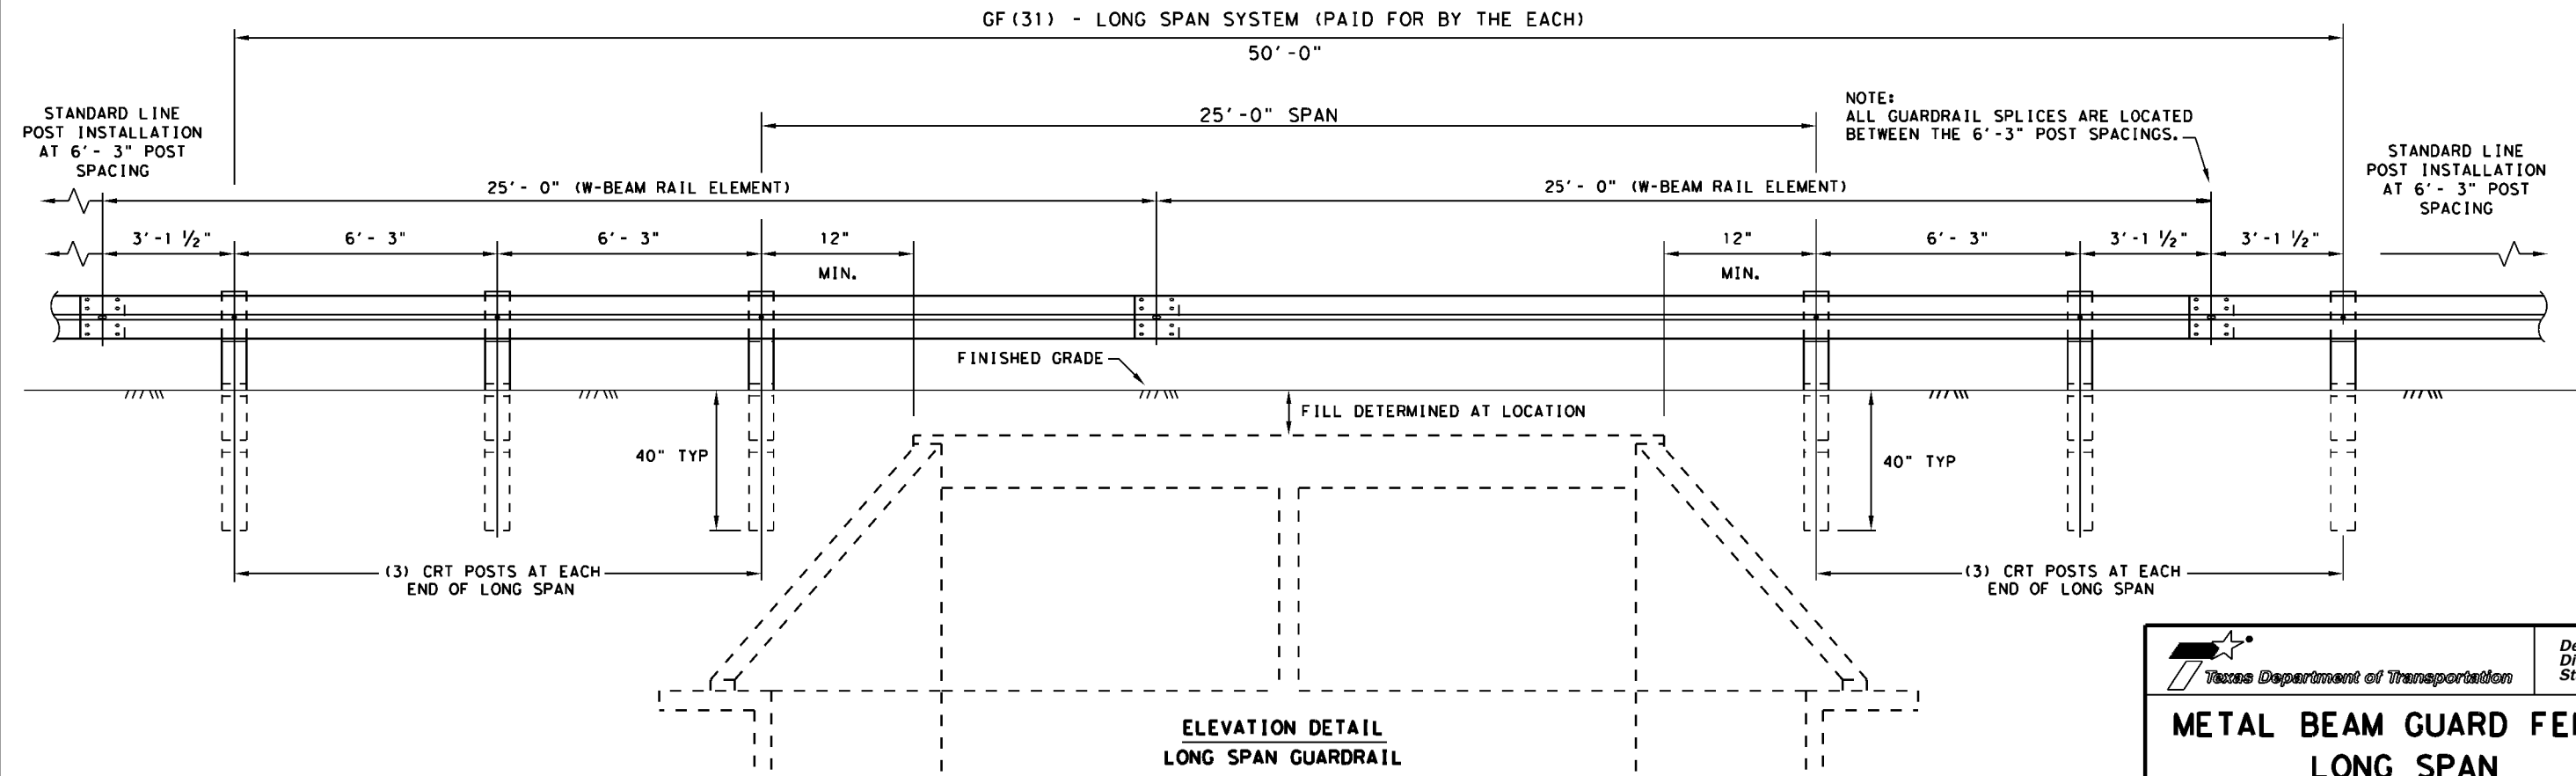 GF(31) - LONG SPAN SYSTEM (PAID FOR BY THE EACH)
50'-0"
STANDARD LINE
POST INSTALLATION
AT 6'- 3" POST
SPACING
25'-0" SPAN
NOTE:
ALL GUARDRAIL SPLICES ARE LOCATED
BETWEEN THE 6'-3" POST SPACINGS.
STANDARD LINE
POST INSTALLATION
AT 6'- 3" POST
SPACING
25'- 0" (W-BEAM RAIL ELEMENT)
25'- 0" (W-BEAM RAIL ELEMENT)
3'-1 ½"
6'- 3"
6'- 3"
12"
MIN.
12"
MIN.
6'- 3"
3'-1 ½"
3'-1 ½"
FINISHED GRADE
FILL DETERMINED AT LOCATION
40" TYP
40" TYP
(3) CRT POSTS AT EACH
END OF LONG SPAN
(3) CRT POSTS AT EACH
END OF LONG SPAN
ELEVATION DETAIL
LONG SPAN GUARDRAIL
Texas Department of Transportation
METAL BEAM GUARD
LONG SPAN